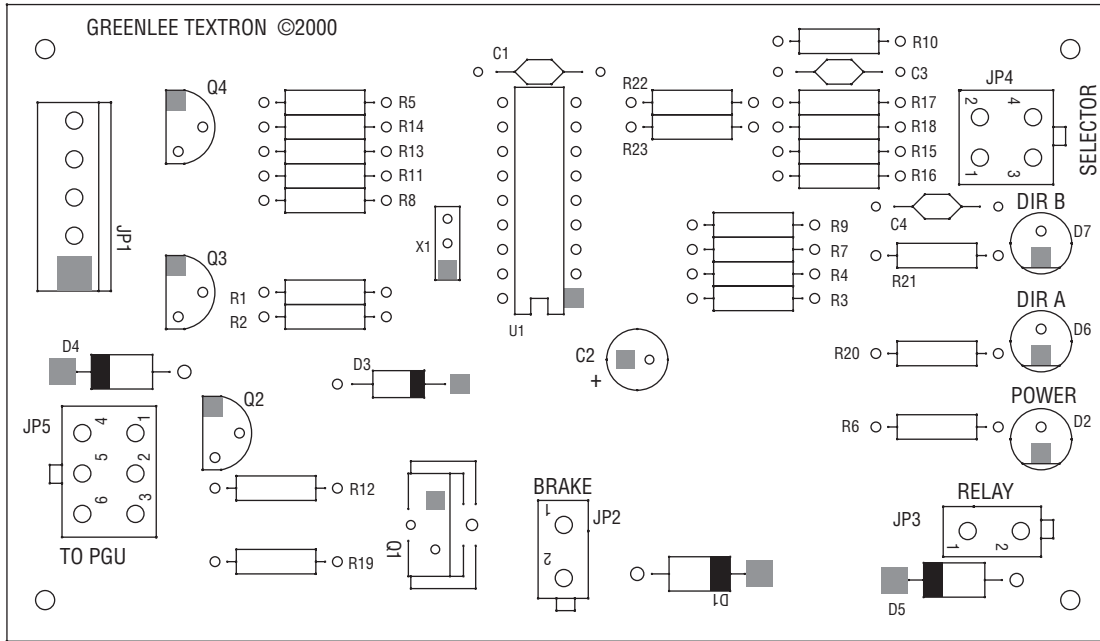 GREENLEE TEXTRON ©2000
C1
R10
Q4
R22
C3
JP4
R5
R17
2
4
R14
R18
SELECTOR
R13
R23
R15
1
3
R11
R16
R8
DIR B
JP1
X1
R9
C4
D7
Q3
R7
R4
R21
R1
R3
DIR A
R2
U1
D6
D4
D3
C2
+
R20
POWER
Q2
JP5
4
1
R6
D2
5
2
6
3
R12
BRAKE
RELAY
1
JP2
JP3
TO PGU
Q1
2
1
2
R19
D1
D5